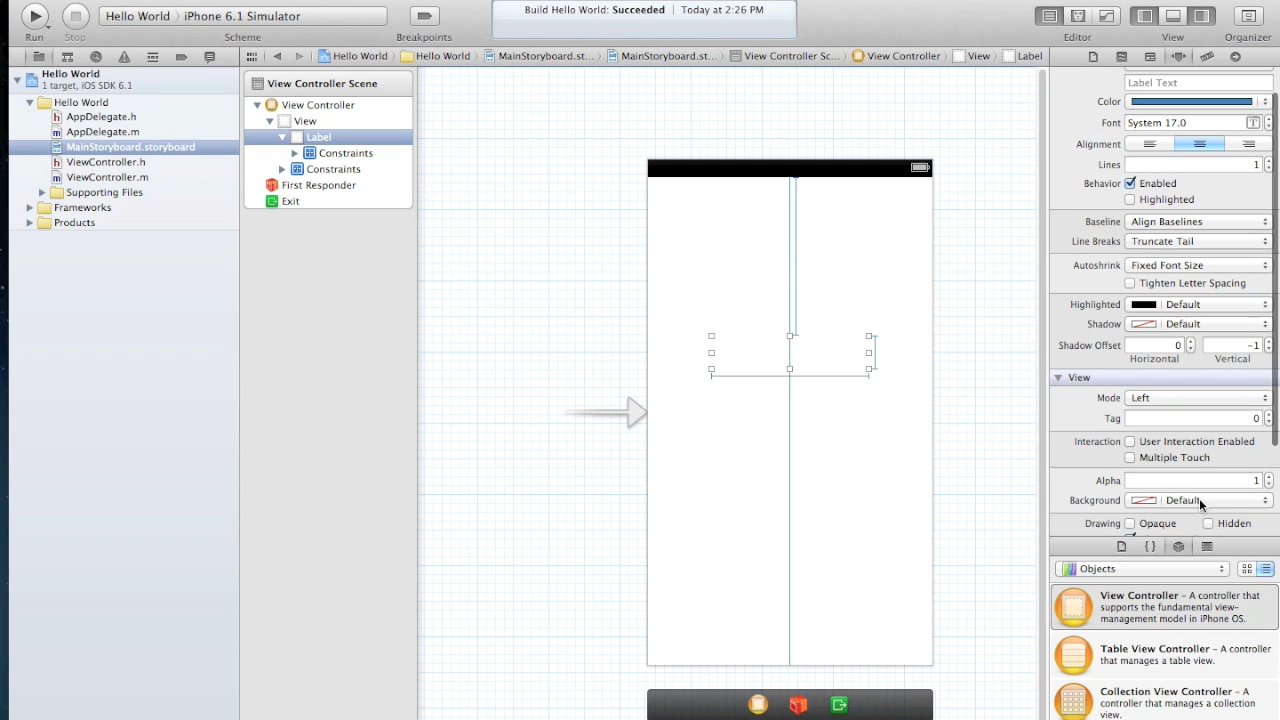 Hello World
iPhone 6.1 Simulator
Build Hello World: Succeeded
Today at 2:26 PM
Run
Stop
Scheme
Breakpoints
Editor
View
Organizer
Hello World
Hello World
MainStoryboard.st...
MainStoryboard.st...
View Controller Sc...
View Controller
View
Label
Hello World
1 target, iOS SDK 6.1
Hello World
AppDelegate.h
AppDelegate.m
MainStoryboard.storyboard
ViewController.h
ViewController.m
Supporting Files
Frameworks
Products
View Controller Scene
View Controller
View
Label
Constraints
Constraints
First Responder
Exit
Label Text
Color
Font System 17.0
Alignment
Lines 1
Behavior Enabled
Highlighted
Baseline Align Baselines
Line Breaks Truncate Tail
Autoshrink Fixed Font Size
Tighten Letter Spacing
Highlighted Default
Shadow Default
Shadow Offset 0 -1
Horizontal Vertical
View
Mode Left
Tag 0
Interaction User Interaction Enabled
Multiple Touch
Alpha 1
Background Default
Drawing Opaque Hidden
{ }
Objects
View Controller - A controller that
supports the fundamental view-
management model in iPhone OS.
Table View Controller - A controller
that manages a table view.
Collection View Controller - A
controller that manages a collection
view.